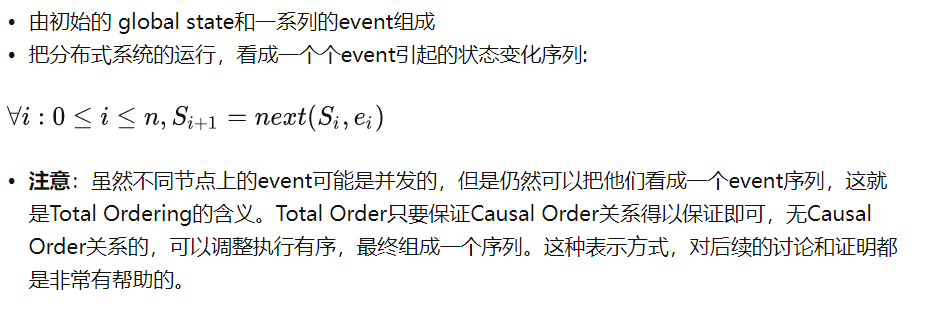 • 由初始的 global state和一系列的event组成
• 把分布式系统的运行，看成一个个event引起的状态变化序列:
∀i : 0 ≤ i ≤ n, S_{i+1} = next(S_i, e_i)
• 注意：虽然不同节点上的event可能是并发的，但是仍然可以把他们看成一个event序列，这就
是Total Ordering的含义。Total Order只要保证Causal Order关系得以保证即可，无Causal
Order关系的，可以调整执行有序，最终组成一个序列。这种表示方式，对后续的讨论和证明都
是非常有帮助的。